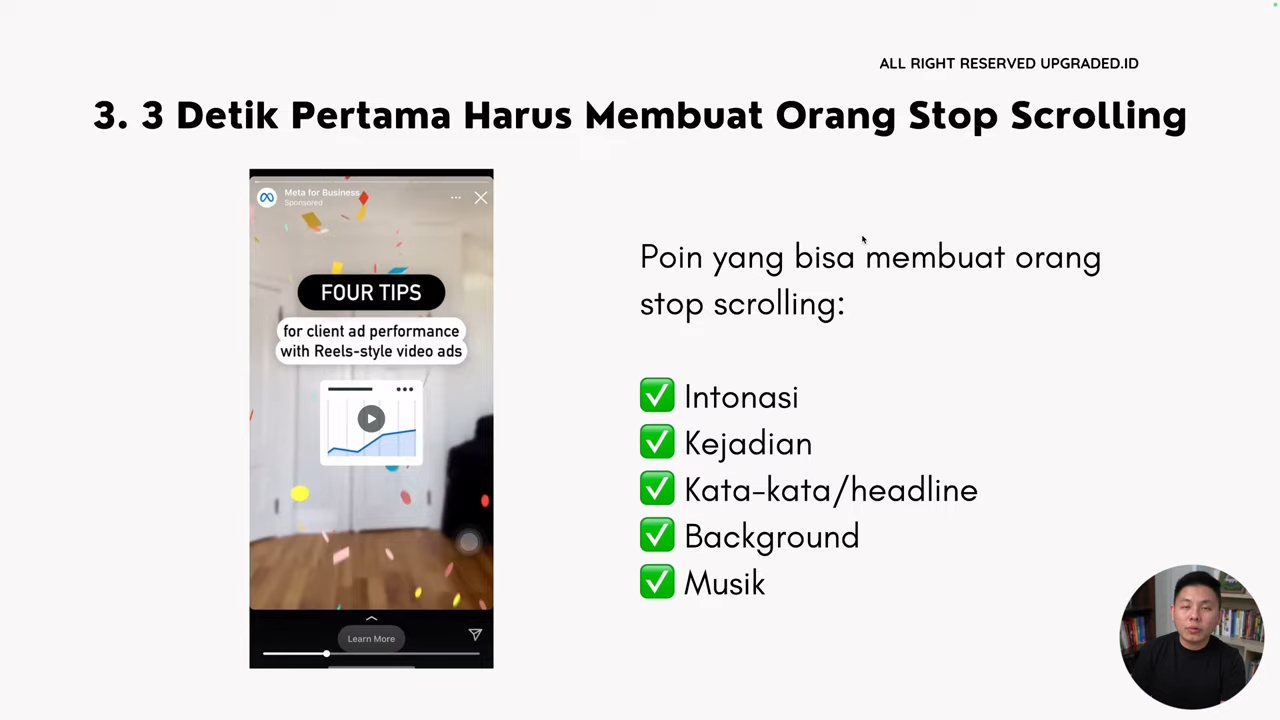 ALL RIGHT RESERVED UPGRADED.ID
3. 3 Detik Pertama Harus Membuat Orang Stop Scrolling
Meta for Business
Sponsored
FOUR TIPS
for client ad performance
with Reels-style video ads
Learn More
Poin yang bisa membuat orang
stop scrolling:
✅ Intonasi
✅ Kejadian
✅ Kata-kata/headline
✅ Background
✅ Musik